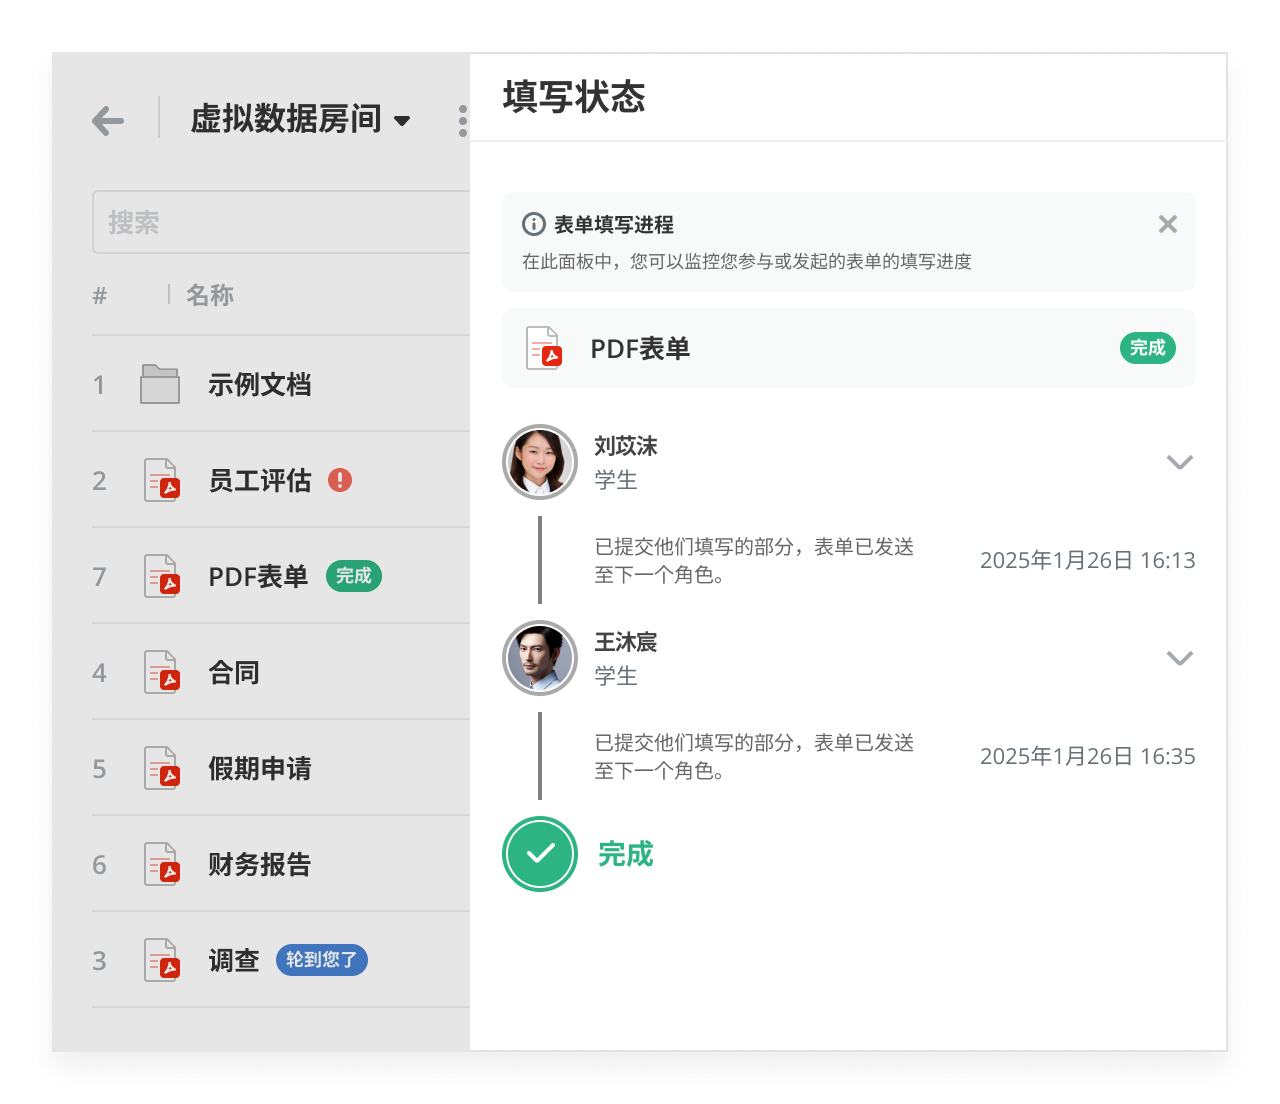 虚拟数据房间
搜索
# 名称
1 示例文档
2 员工评估
7 PDF表单 完成
4 合同
5 假期申请
6 财务报告
3 调查 轮到您了
填写状态
表单填写进程
在此面板中，您可以监控您参与或发起的表单的填写进度
PDF表单 完成
刘苡沫
学生
已提交他们填写的部分，表单已发送
至下一个角色。
2025年1月26日 16:13
王沐宸
学生
已提交他们填写的部分，表单已发送
至下一个角色。
2025年1月26日 16:35
完成